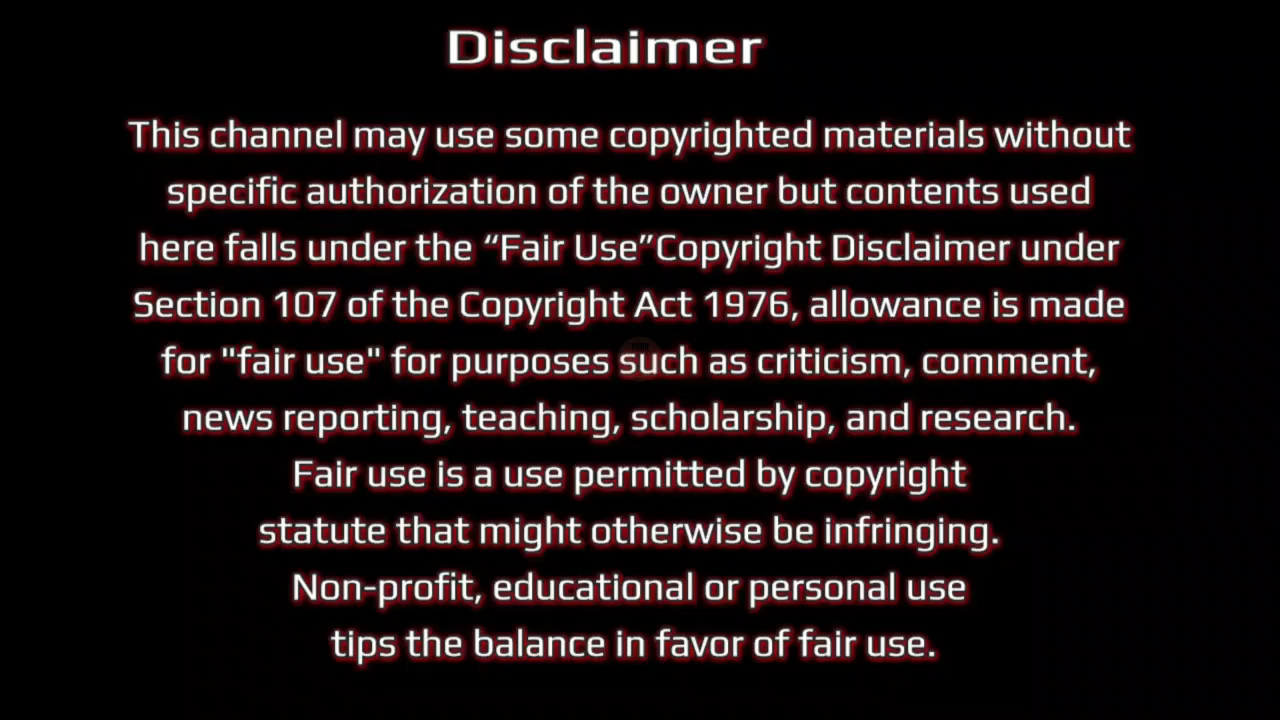 Disclaimer
This channel may use some copyrighted materials without
specific authorization of the owner but contents used
here falls under the “Fair Use”Copyright Disclaimer under
Section 107 of the Copyright Act 1976, allowance is made
for "fair use" for purposes such as criticism, comment,
news reporting, teaching, scholarship, and research.
Fair use is a use permitted by copyright
statute that might otherwise be infringing.
Non-profit, educational or personal use
tips the balance in favor of fair use.